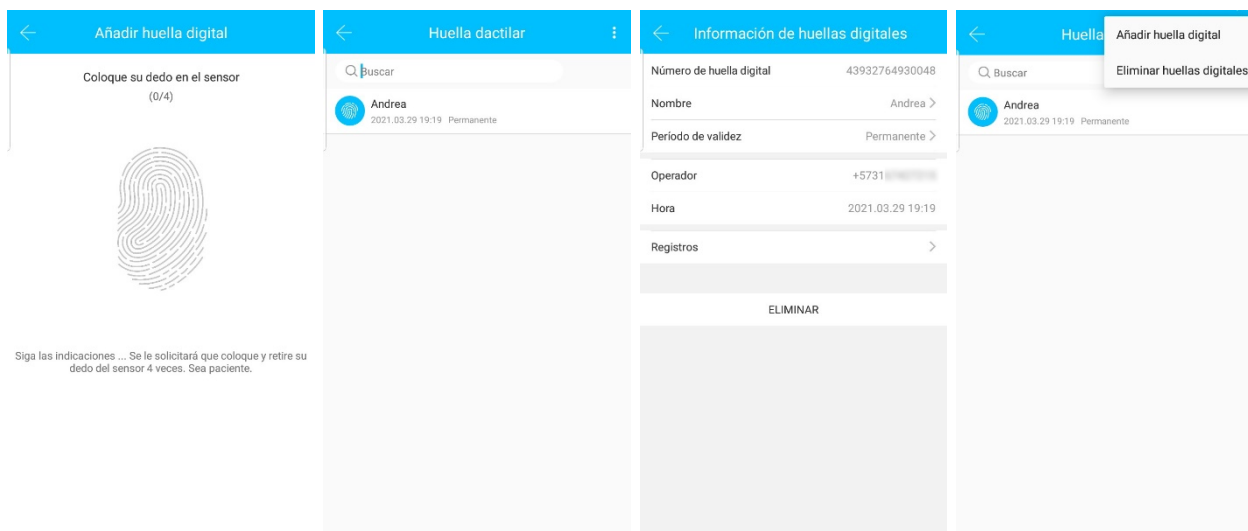 Añadir huella digital
Coloque su dedo en el sensor
(0/4)
Siga las indicaciones ... Se le solicitará que coloque y retire su
dedo del sensor 4 veces. Sea paciente.
Huella dactilar
Buscar
Andrea
2021.03.29 19:19 Permanente
Información de huellas digitales
Número de huella digital 43932764930048
Nombre Andrea
Período de validez Permanente
Operador +5731
Hora 2021.03.29 19:19
Registros
ELIMINAR
Huella
Añadir huella digital
Eliminar huellas digitales
Buscar
Andrea
2021.03.29 19:19 Permanente